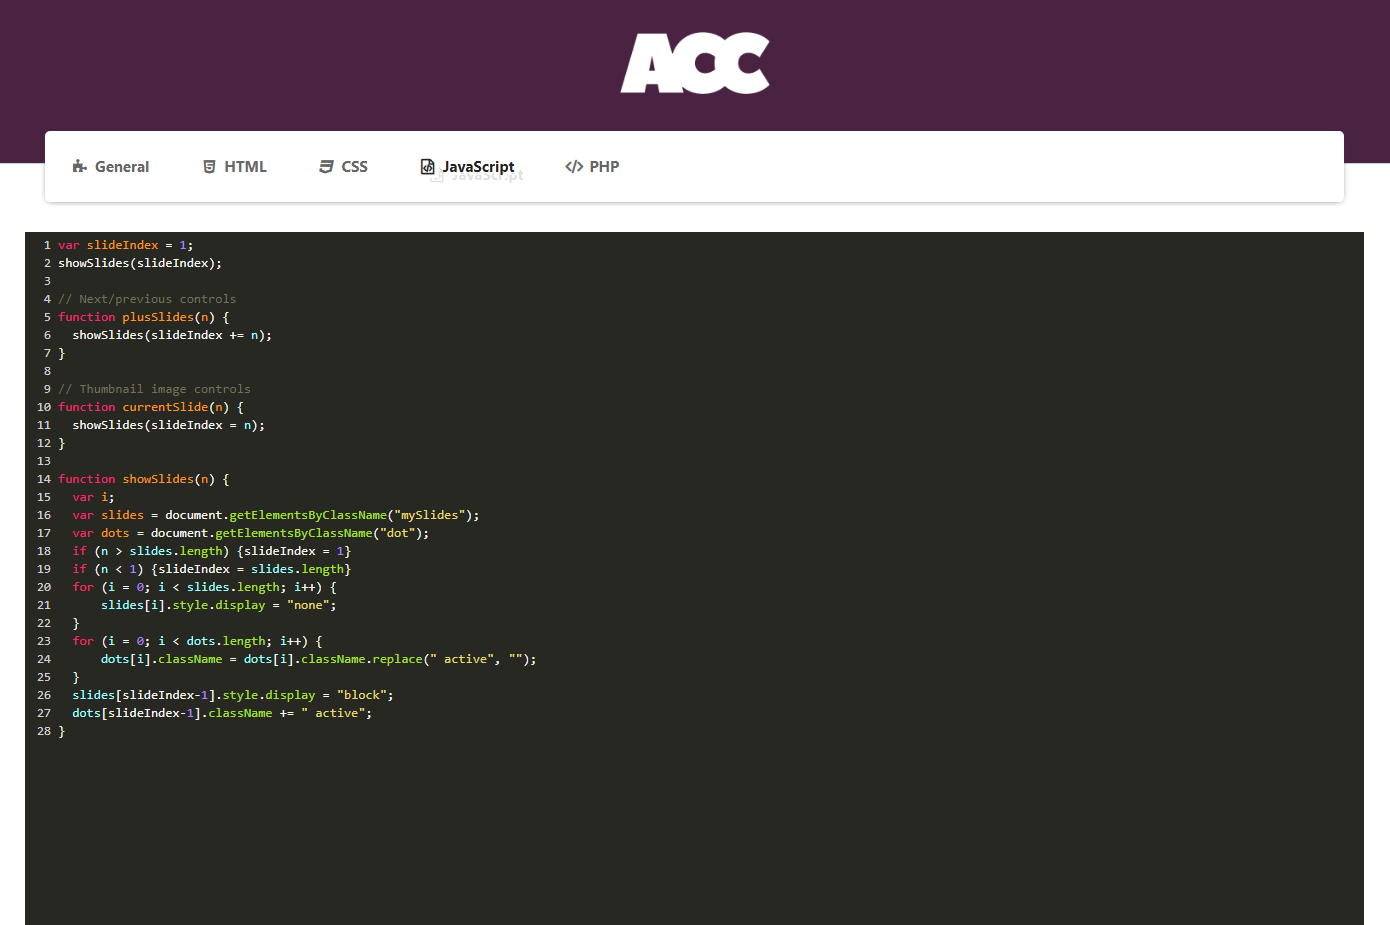 ACC
General HTML CSS JavaScript </> PHP
JavaScript
1 var slideIndex = 1;
2 showSlides(slideIndex);
3
4 // Next/previous controls
5 function plusSlides(n) {
6   showSlides(slideIndex += n);
7 }
8
9 // Thumbnail image controls
10 function currentSlide(n) {
11   showSlides(slideIndex = n);
12 }
13
14 function showSlides(n) {
15   var i;
16   var slides = document.getElementsByClassName("mySlides");
17   var dots = document.getElementsByClassName("dot");
18   if (n > slides.length) {slideIndex = 1}
19   if (n < 1) {slideIndex = slides.length}
20   for (i = 0; i < slides.length; i++) {
21       slides[i].style.display = "none";
22   }
23   for (i = 0; i < dots.length; i++) {
24       dots[i].className = dots[i].className.replace(" active", "");
25   }
26   slides[slideIndex-1].style.display = "block";
27   dots[slideIndex-1].className += " active";
28 }